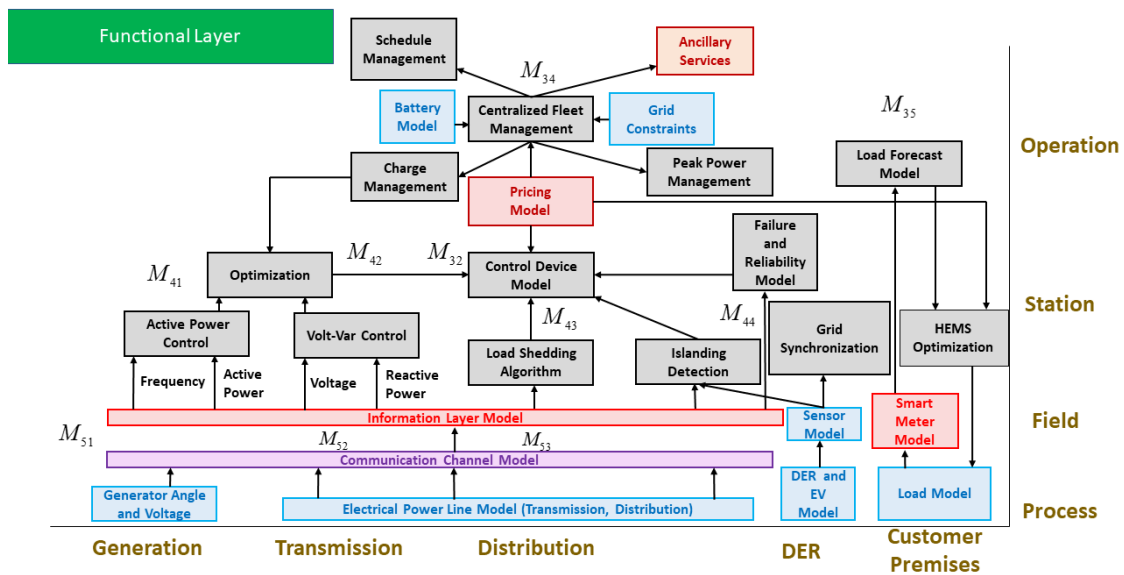 Functional Layer
Schedule
Management
Ancillary
Services
M34
Battery
Model
Centralized Fleet
Management
Grid
Constraints
M35
Operation
Charge
Management
Peak Power
Management
Load Forecast
Model
Pricing
Model
Failure
and
Reliability
Model
M41
Optimization
M42
M32
Control Device
Model
Station
Active Power
Control
Volt-Var Control
M43
M44
Grid
Synchronization
HEMS
Optimization
Load Shedding
Algorithm
Islanding
Detection
Frequency
Active
Power
Voltage
Reactive
Power
Information Layer Model
Sensor
Model
Smart
Meter
Model
Field
M51
M52
M53
Communication Channel Model
Generator Angle
and Voltage
Electrical Power Line Model (Transmission, Distribution)
DER and
EV
Model
Load Model
Process
Generation
Transmission
Distribution
DER
Customer
Premises